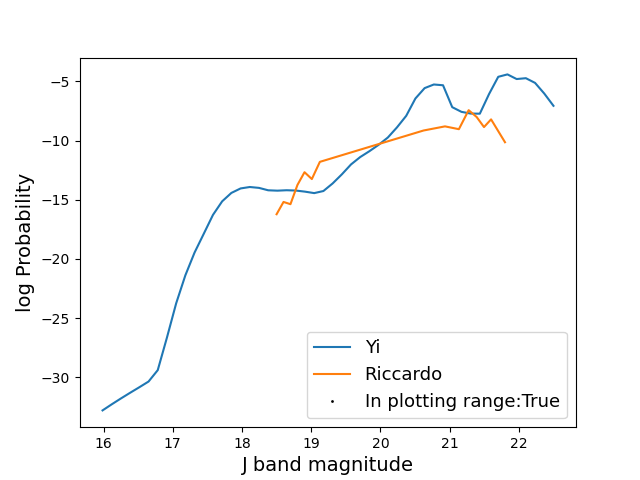 −5
−10
−15
−20
−25
−30
log Probability
Yi
Riccardo
In plotting range:True
16 17 18 19 20 21 22
J band magnitude